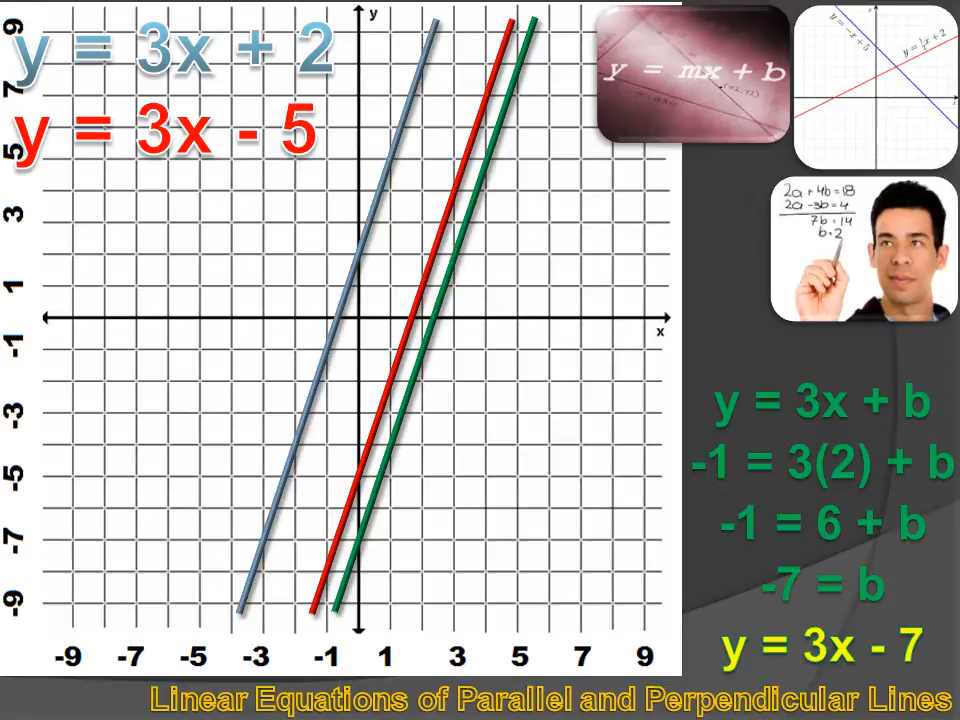 y = 3x + 2
y = 3x - 5
y
x
9
7
5
3
1
-1
-3
-5
-7
-9
-9 -7 -5 -3 -1 1 3 5 7 9
y = mx + b
y = -x + 5
2a + 4b = 18
2a - 3b = 4
7b = 14
b = 2
y = 3x + b
-1 = 3(2) + b
-1 = 6 + b
-7 = b
y = 3x - 7
Linear Equations of Parallel and Perpendicular Lines